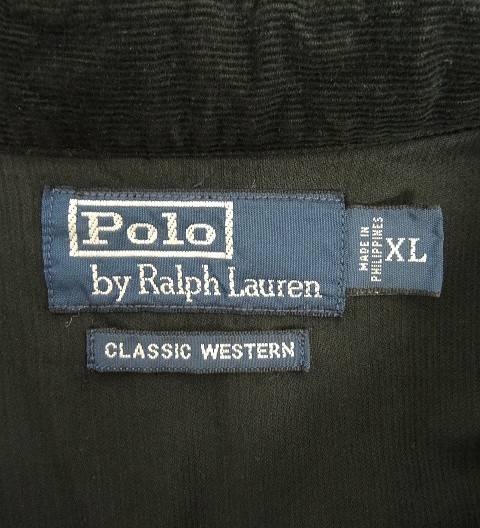 Polo
by Ralph Lauren
MADE IN
PHILIPPINES
XL
CLASSIC WESTERN